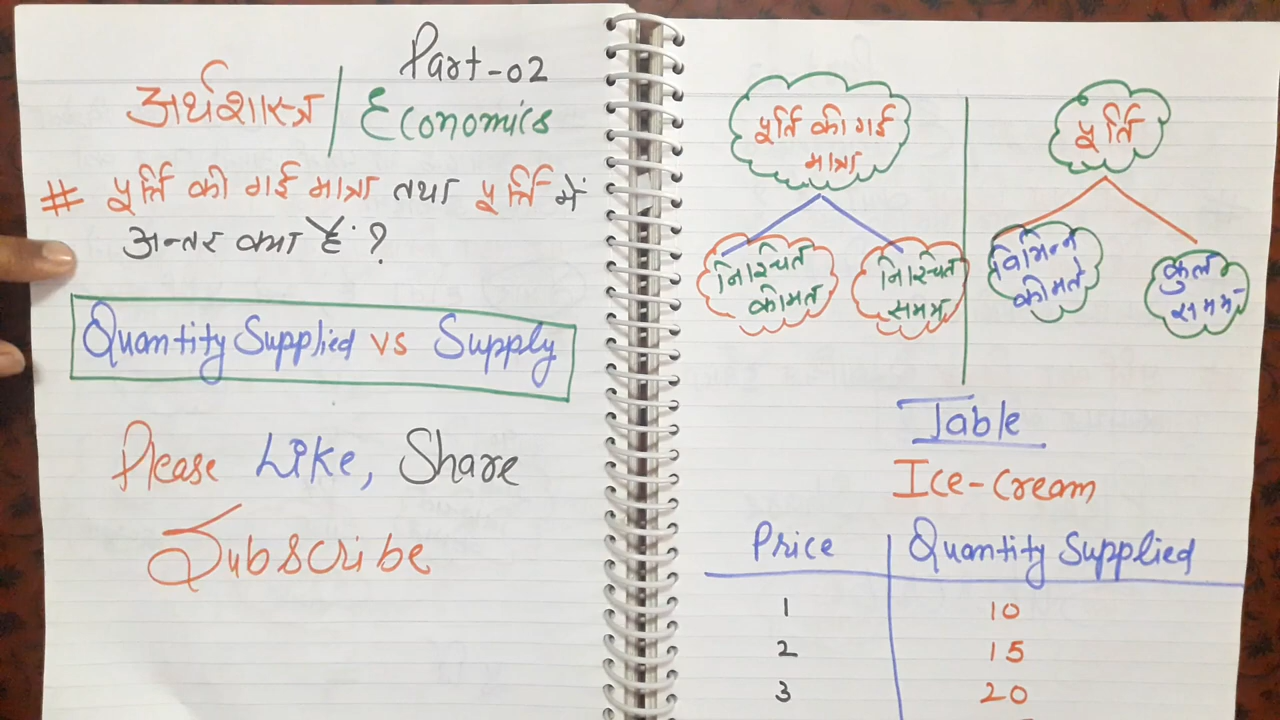 Part-02
अर्थशास्त्र / Economics
# पूर्ति की गई मात्रा तथा पूर्ति में
अन्तर क्या है ?
Quantity Supplied vs Supply
Please Like, Share
Subscribe
पूर्ति की गई
मात्रा
निश्चित
कीमत
निश्चित
समय
पूर्ति
विभिन्न
कीमतें
कुल
समय
Table
Ice-Cream
Price | Quantity Supplied
1 | 10
2 | 15
3 | 20